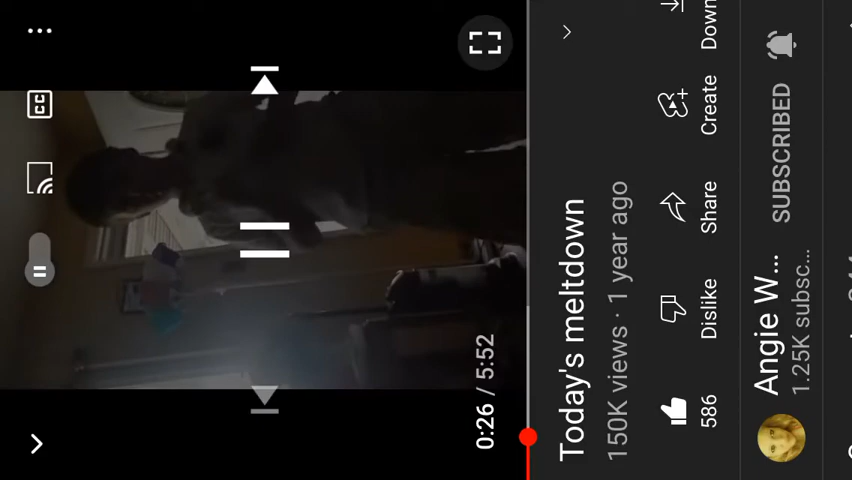 CC
0:26 / 5:52
Today's meltdown
150K views · 1 year ago
586
Dislike
Share
Create
Down
Angie W...
1.25K subsc...
SUBSCRIBED